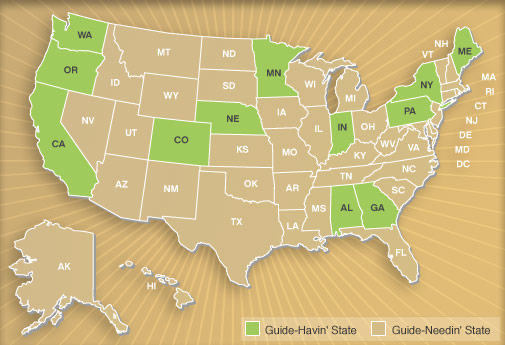 WA
MT
ND
MN
ME
NH
VT
OR
ID
SD
WI
MI
NY
MA
RI
CT
WY
NE
IA
PA
NJ
NV
UT
CO
IL
IN
OH
DE
MD
DC
CA
KS
MO
KY
WV
VA
AZ
NM
OK
AR
TN
NC
SC
TX
LA
MS
AL
GA
FL
AK
HI
Guide-Havin' State
Guide-Needin' State